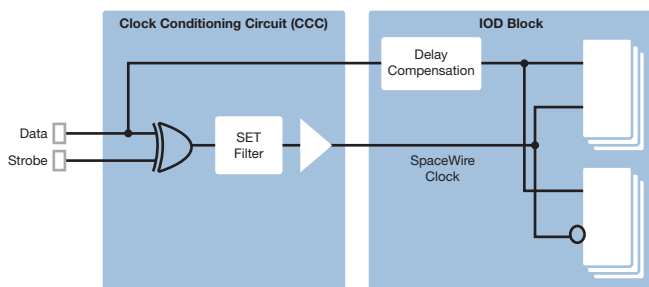 Clock Conditioning Circuit (CCC)
IOD Block
Delay
Compensation
Data
Strobe
SET
Filter
SpaceWire
Clock